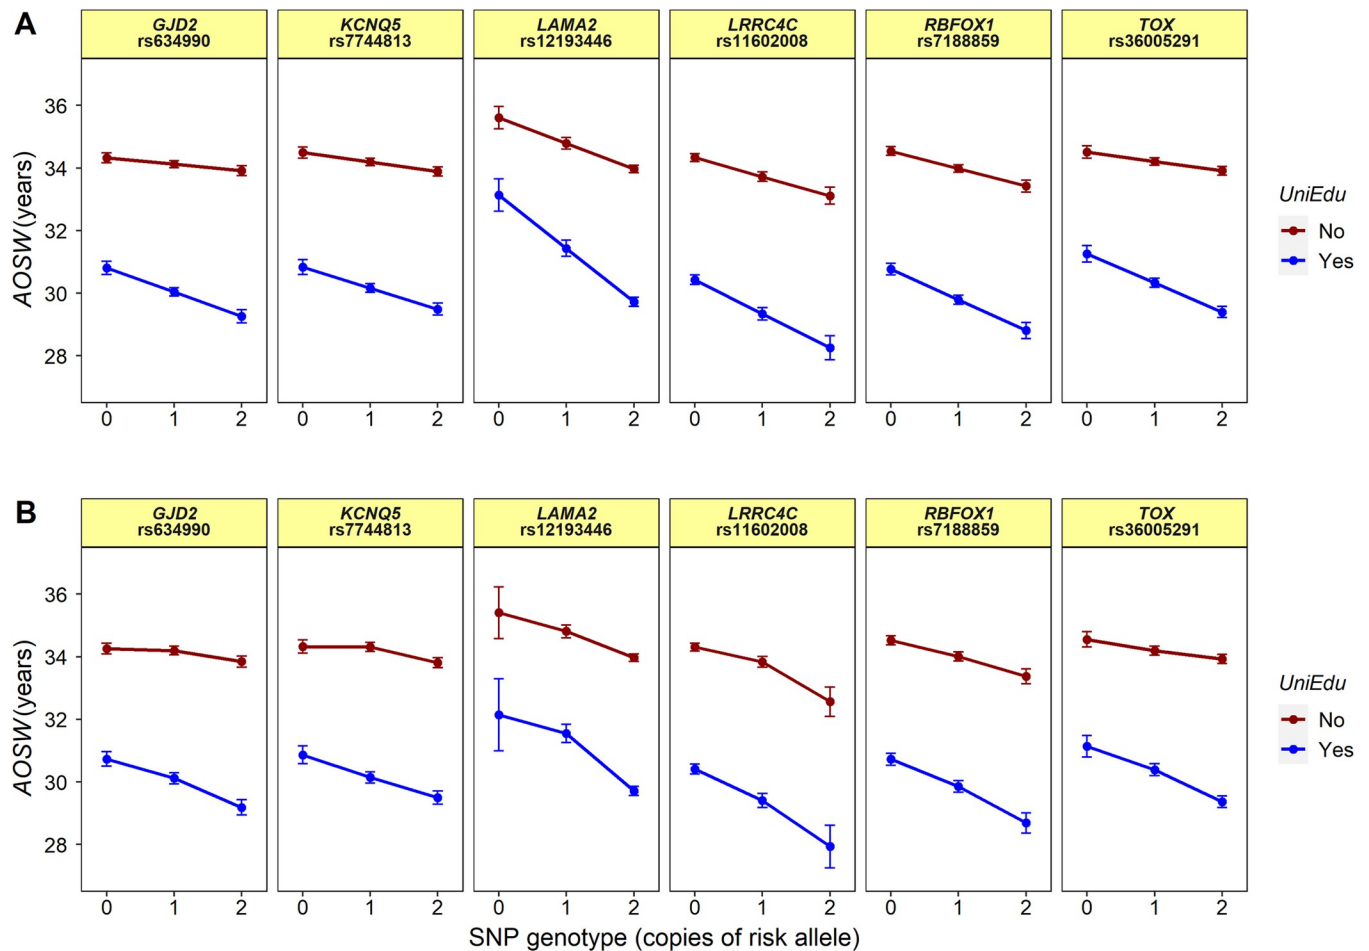 A
GJD2
rs634990
KCNQ5
rs7744813
LAMA2
rs12193446
LRRC4C
rs11602008
RBFOX1
rs7188859
TOX
rs36005291
AOSW (years)
36
34
32
30
28
0 1 2
0 1 2
0 1 2
0 1 2
0 1 2
0 1 2
UniEdu
No
Yes
B
GJD2
rs634990
KCNQ5
rs7744813
LAMA2
rs12193446
LRRC4C
rs11602008
RBFOX1
rs7188859
TOX
rs36005291
AOSW (years)
36
34
32
30
28
0 1 2
0 1 2
0 1 2
0 1 2
0 1 2
0 1 2
SNP genotype (copies of risk allele)
UniEdu
No
Yes